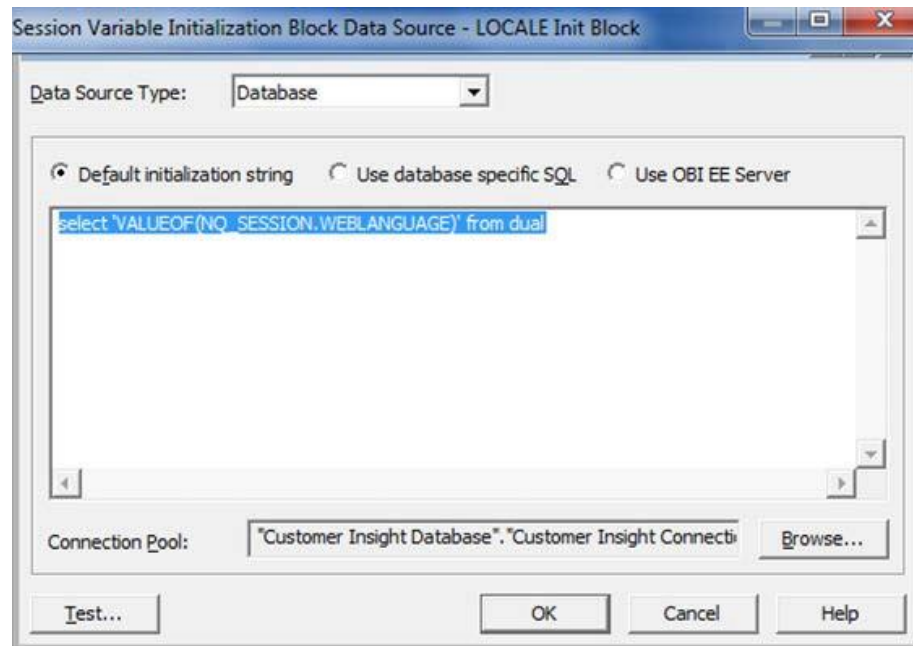 Session Variable Initialization Block Data Source - LOCALE Init Block
Data Source Type: Database
Default initialization string Use database specific SQL Use OBI EE Server
select 'VALUEOF(NQ_SESSION.WEBLANGUAGE)' from dual
Connection Pool: "Customer Insight Database"."Customer Insight Connecti Browse...
Test... OK Cancel Help